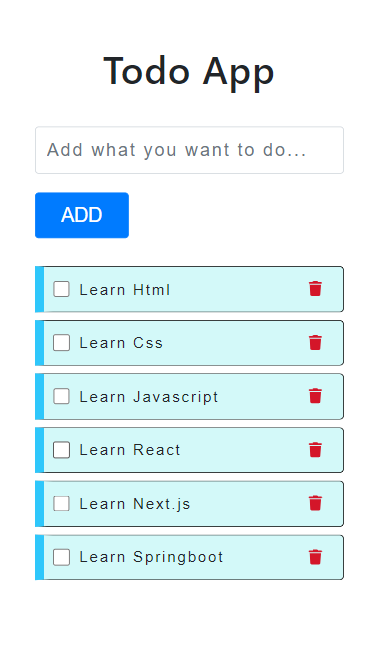 Todo App
Add what you want to do...
ADD
Learn Html
Learn Css
Learn Javascript
Learn React
Learn Next.js
Learn Springboot